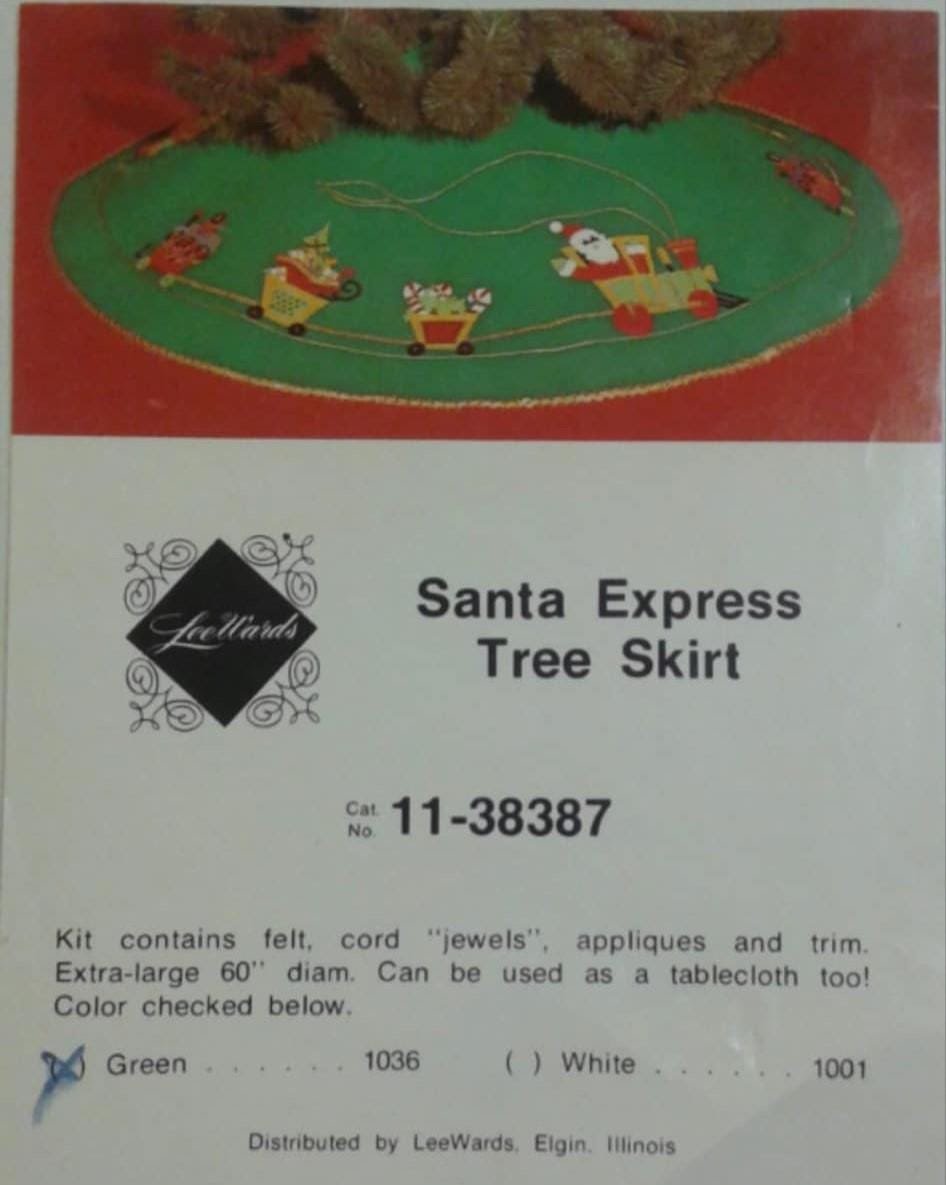 LeeWards
Santa Express
Tree Skirt
Cat. No. 11-38387
Kit contains felt, cord "jewels", appliques and trim.
Extra-large 60" diam. Can be used as a tablecloth too!
Color checked below.
(X) Green . . . . . . 1036 ( ) White . . . . . . 1001
Distributed by LeeWards, Elgin, Illinois